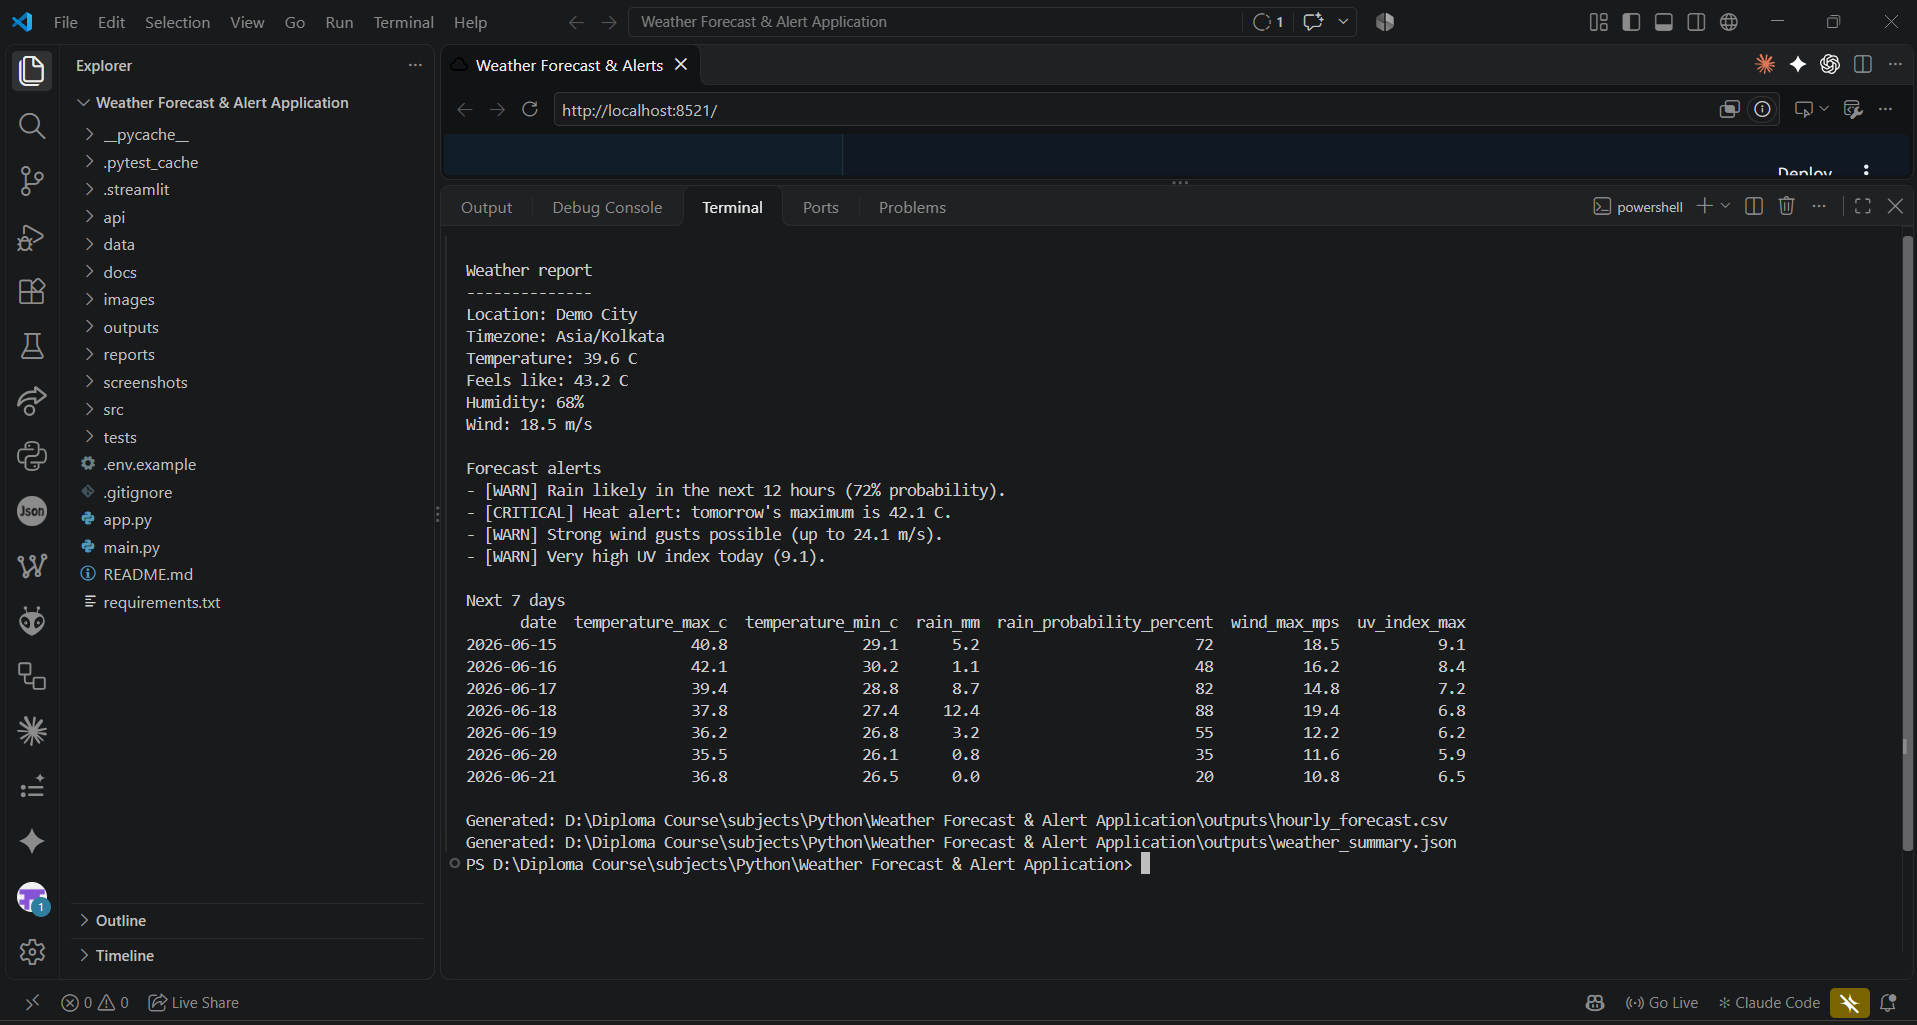 File Edit Selection View Go Run Terminal Help
Weather Forecast & Alert Application
1
Explorer
Weather Forecast & Alert Application
__pycache__
.pytest_cache
.streamlit
api
data
docs
images
outputs
reports
screenshots
src
tests
.env.example
.gitignore
app.py
main.py
README.md
requirements.txt
Outline
Timeline
Json
1
Weather Forecast & Alerts
http://localhost:8521/
Deploy
Output Debug Console Terminal Ports Problems
powershell
Weather report
--------------
Location: Demo City
Timezone: Asia/Kolkata
Temperature: 39.6 C
Feels like: 43.2 C
Humidity: 68%
Wind: 18.5 m/s
Forecast alerts
- [WARN] Rain likely in the next 12 hours (72% probability).
- [CRITICAL] Heat alert: tomorrow's maximum is 42.1 C.
- [WARN] Strong wind gusts possible (up to 24.1 m/s).
- [WARN] Very high UV index today (9.1).
Next 7 days
date temperature_max_c temperature_min_c rain_mm rain_probability_percent wind_max_mps uv_index_max
2026-06-15 40.8 29.1 5.2 72 18.5 9.1
2026-06-16 42.1 30.2 1.1 48 16.2 8.4
2026-06-17 39.4 28.8 8.7 82 14.8 7.2
2026-06-18 37.8 27.4 12.4 88 19.4 6.8
2026-06-19 36.2 26.8 3.2 55 12.2 6.2
2026-06-20 35.5 26.1 0.8 35 11.6 5.9
2026-06-21 36.8 26.5 0.0 20 10.8 6.5
Generated: D:\Diploma Course\subjects\Python\Weather Forecast & Alert Application\outputs\hourly_forecast.csv
Generated: D:\Diploma Course\subjects\Python\Weather Forecast & Alert Application\outputs\weather_summary.json
PS D:\Diploma Course\subjects\Python\Weather Forecast & Alert Application>
0 0 Live Share
Go Live Claude Code